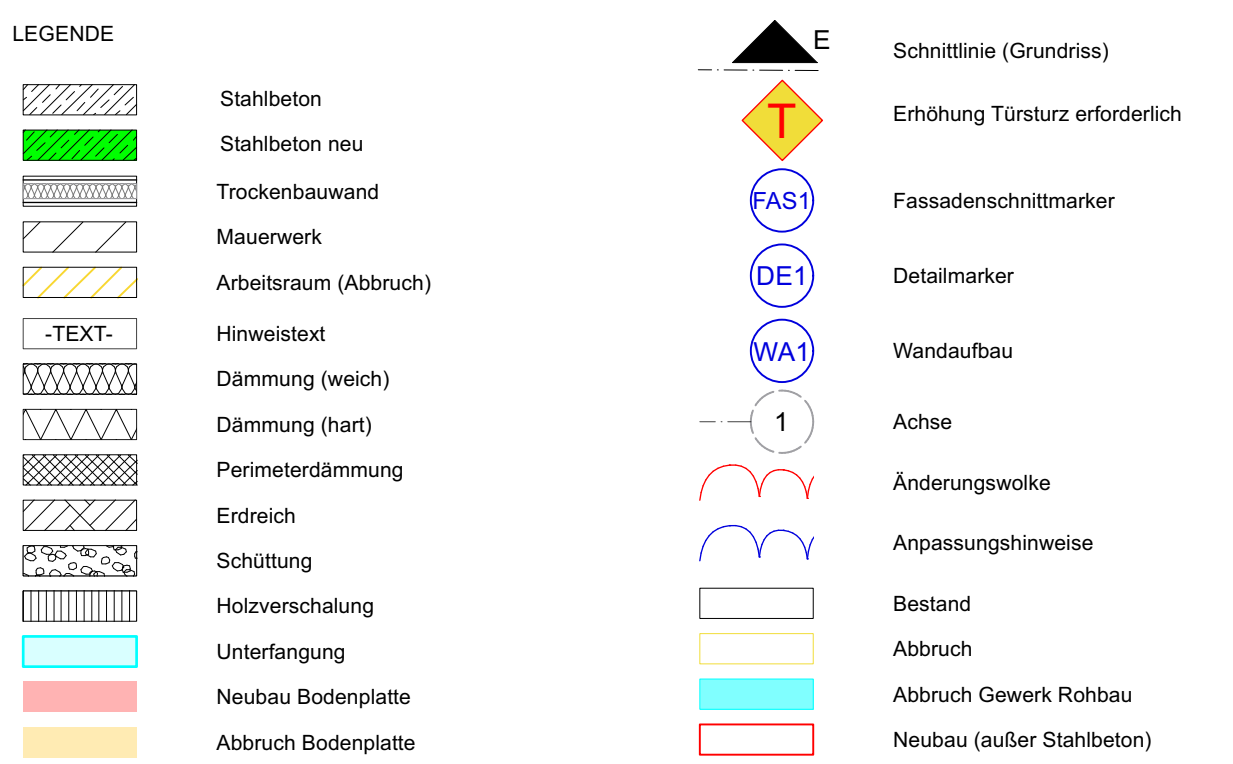 LEGENDE
Stahlbeton
Stahlbeton neu
Trockenbauwand
Mauerwerk
Arbeitsraum (Abbruch)
-TEXT- Hinweistext
Dämmung (weich)
Dämmung (hart)
Perimeterdämmung
Erdreich
Schüttung
Holzverschalung
Unterfangung
Neubau Bodenplatte
Abbruch Bodenplatte
E Schnittlinie (Grundriss)
T Erhöhung Türsturz erforderlich
FAS1 Fassadenschnittmarker
DE1 Detailmarker
WA1 Wandaufbau
1 Achse
Änderungswolke
Anpassungshinweise
Bestand
Abbruch
Abbruch Gewerk Rohbau
Neubau (außer Stahlbeton)